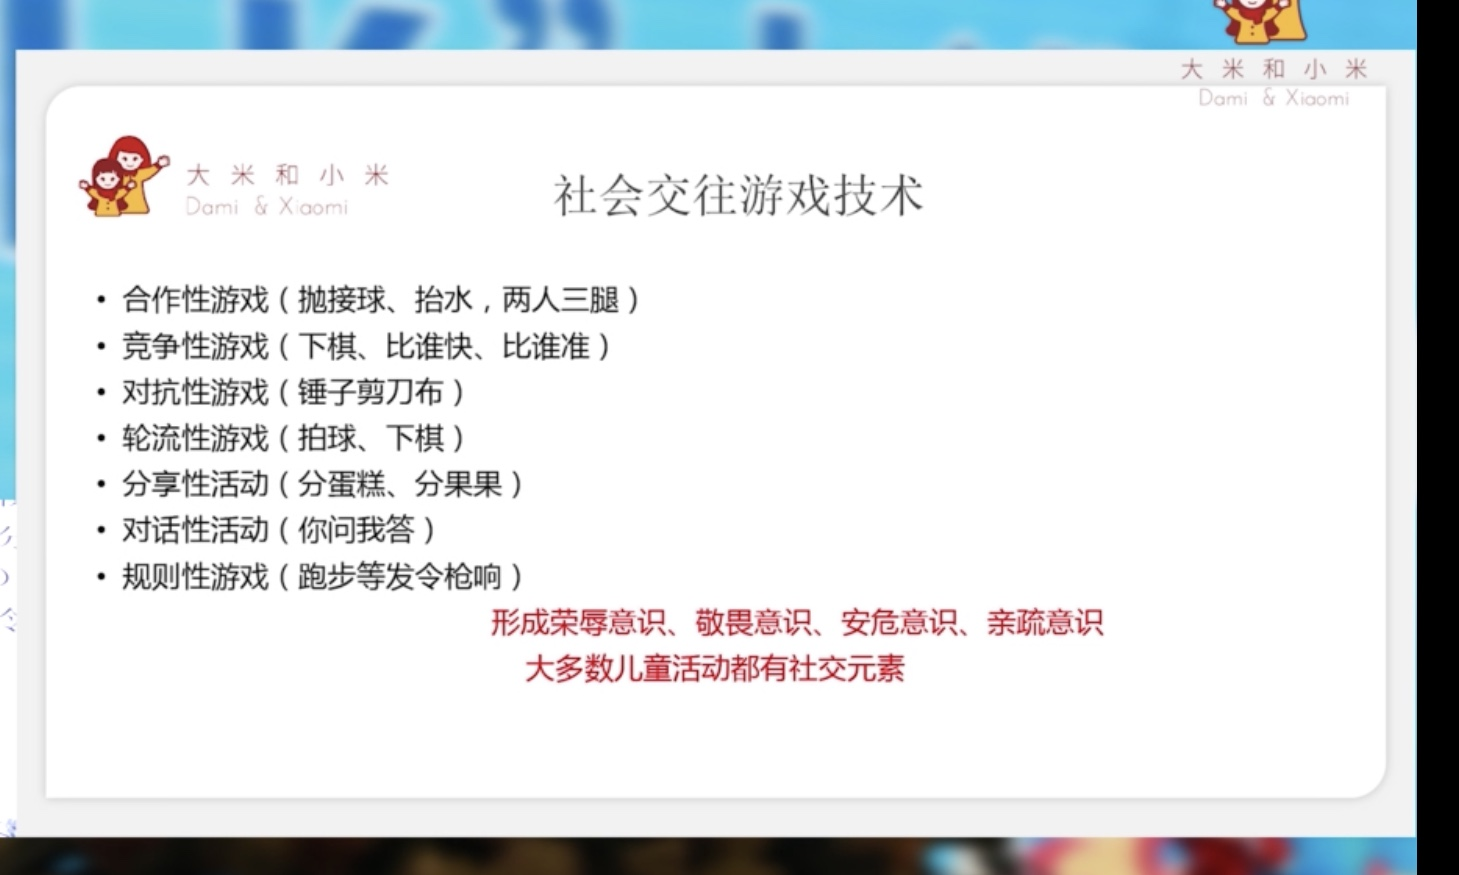 大米和小米
Dami & Xiaomi
大米和小米
Dami & Xiaomi
社会交往游戏技术
• 合作性游戏（抛接球、抬水，两人三腿）
• 竞争性游戏（下棋、比谁快、比谁准）
• 对抗性游戏（锤子剪刀布）
• 轮流性游戏（拍球、下棋）
• 分享性活动（分蛋糕、分果果）
• 对话性活动（你问我答）
• 规则性游戏（跑步等发令枪响）
形成荣辱意识、敬畏意识、安危意识、亲疏意识
大多数儿童活动都有社交元素